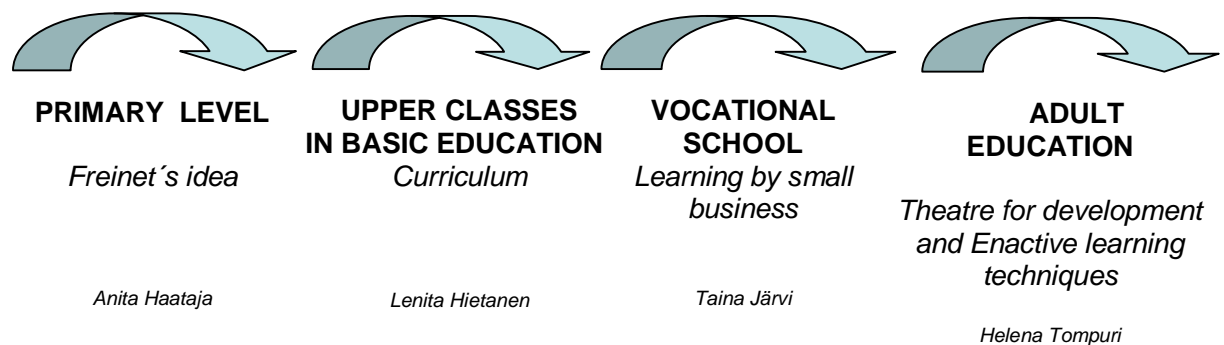 PRIMARY LEVEL
Freinet´s idea
Anita Haataja
UPPER CLASSES
IN BASIC EDUCATION
Curriculum
Lenita Hietanen
VOCATIONAL
SCHOOL
Learning by small
business
Taina Järvi
ADULT
EDUCATION
Theatre for development
and Enactive learning
techniques
Helena Tompuri